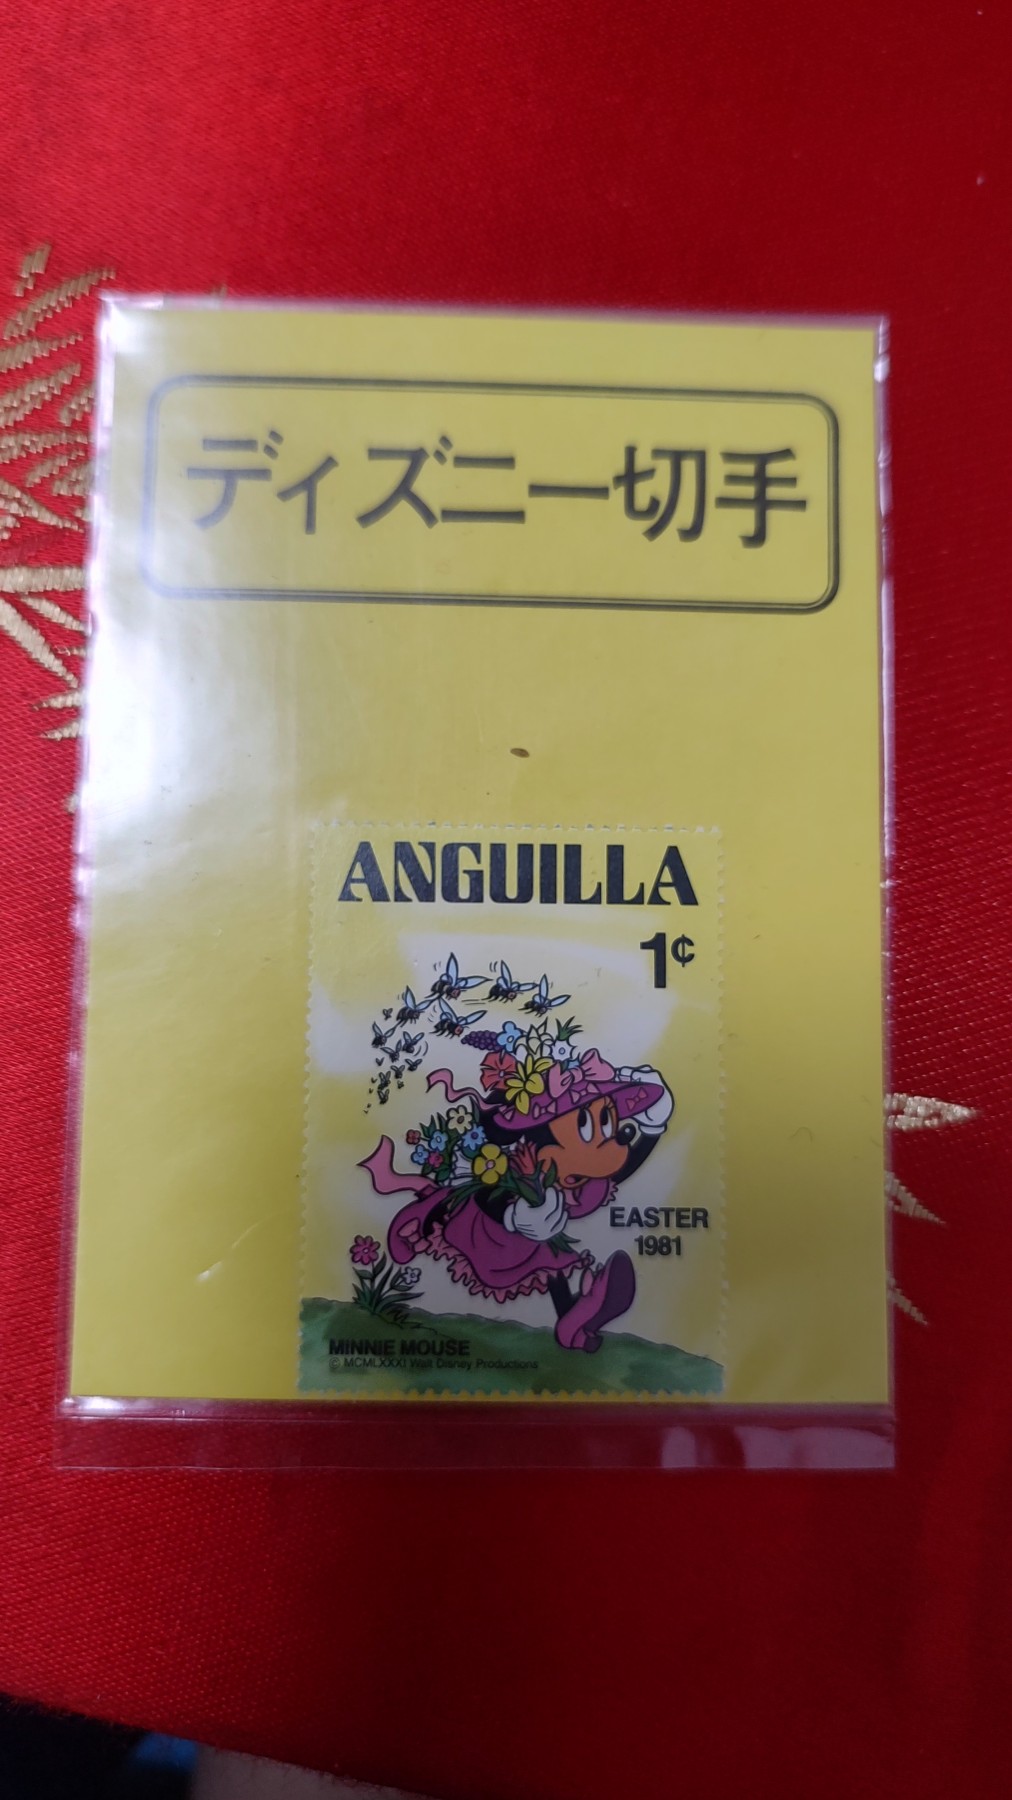 ディズニー切手
ANGUILLA
1¢
EASTER
1981
MINNIE MOUSE
© MCMLXXXI Walt Disney Productions